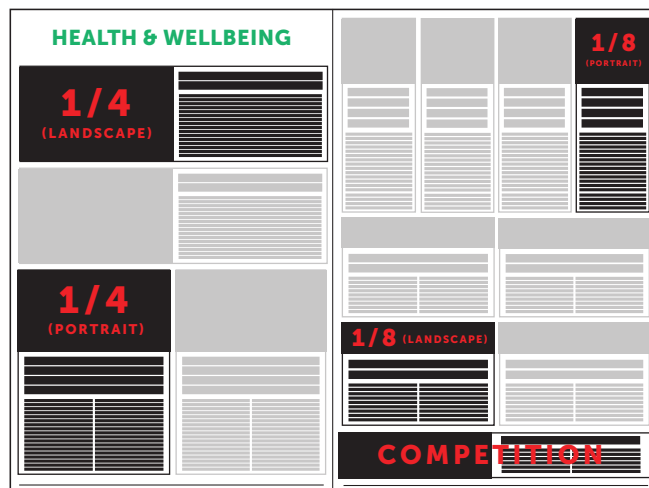 HEALTH & WELLBEING
1/4
(LANDSCAPE)
1/4
(PORTRAIT)
1/8
(PORTRAIT)
1/8 (LANDSCAPE)
COMPETITION